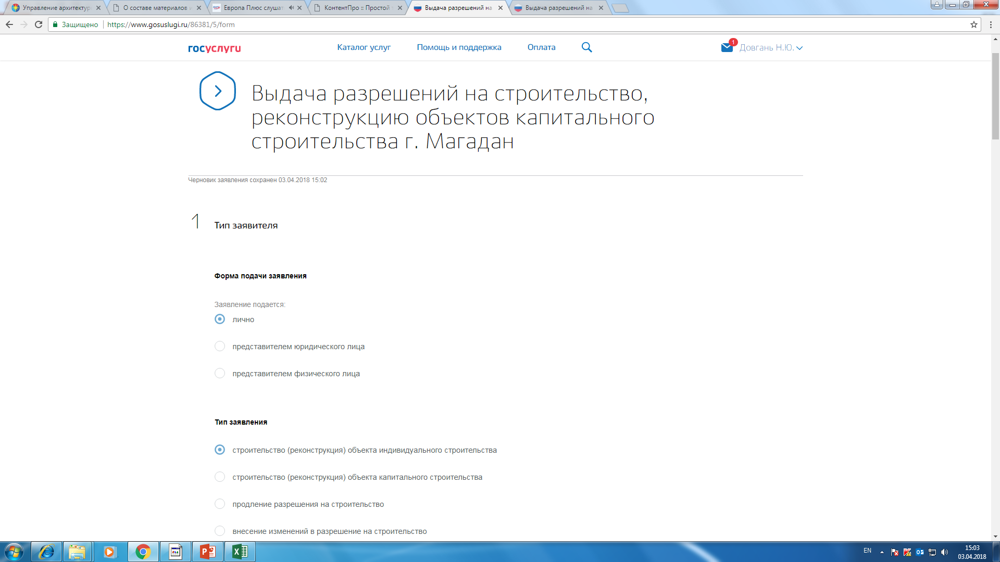 Управление архитектур
О составе материалов и
Европа Плюс слушат
КонтентПро :: Простой
Выдача разрешений на
Выдача разрешений на
Защищено
https://www.gosuslugi.ru/86381/5/form
госуслуги
Каталог услуг
Помощь и поддержка
Оплата
1
Довгань Н.Ю.
Выдача разрешений на строительство,
реконструкцию объектов капитального
строительства г. Магадан
Черновик заявления сохранен 03.04.2018 15:02
1
Тип заявителя
Форма подачи заявления
Заявление подается:
лично
представителем юридического лица
представителем физического лица
Тип заявления
строительство (реконструкция) объекта индивидуального строительства
строительство (реконструкция) объекта капитального строительства
продление разрешения на строительство
внесение изменений в разрешение на строительство
EN
15:03
03.04.2018